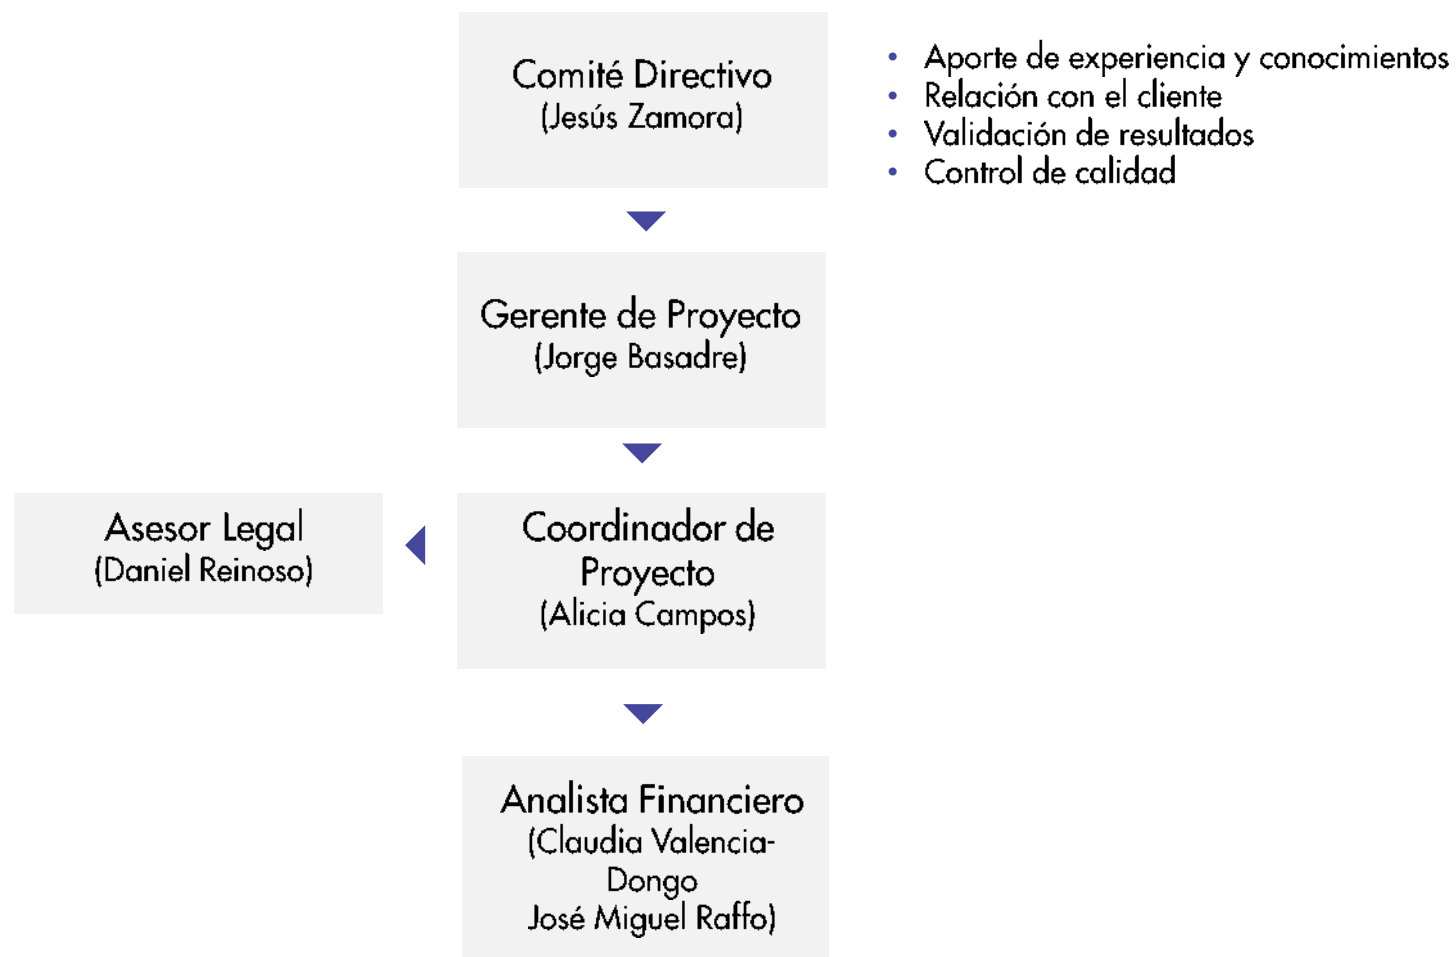 Comité Directivo
(Jesús Zamora)
• Aporte de experiencia y conocimientos
• Relación con el cliente
• Validación de resultados
• Control de calidad
Gerente de Proyecto
(Jorge Basadre)
Asesor Legal
(Daniel Reinoso)
Coordinador de
Proyecto
(Alicia Campos)
Analista Financiero
(Claudia Valencia-
Dongo
José Miguel Raffo)